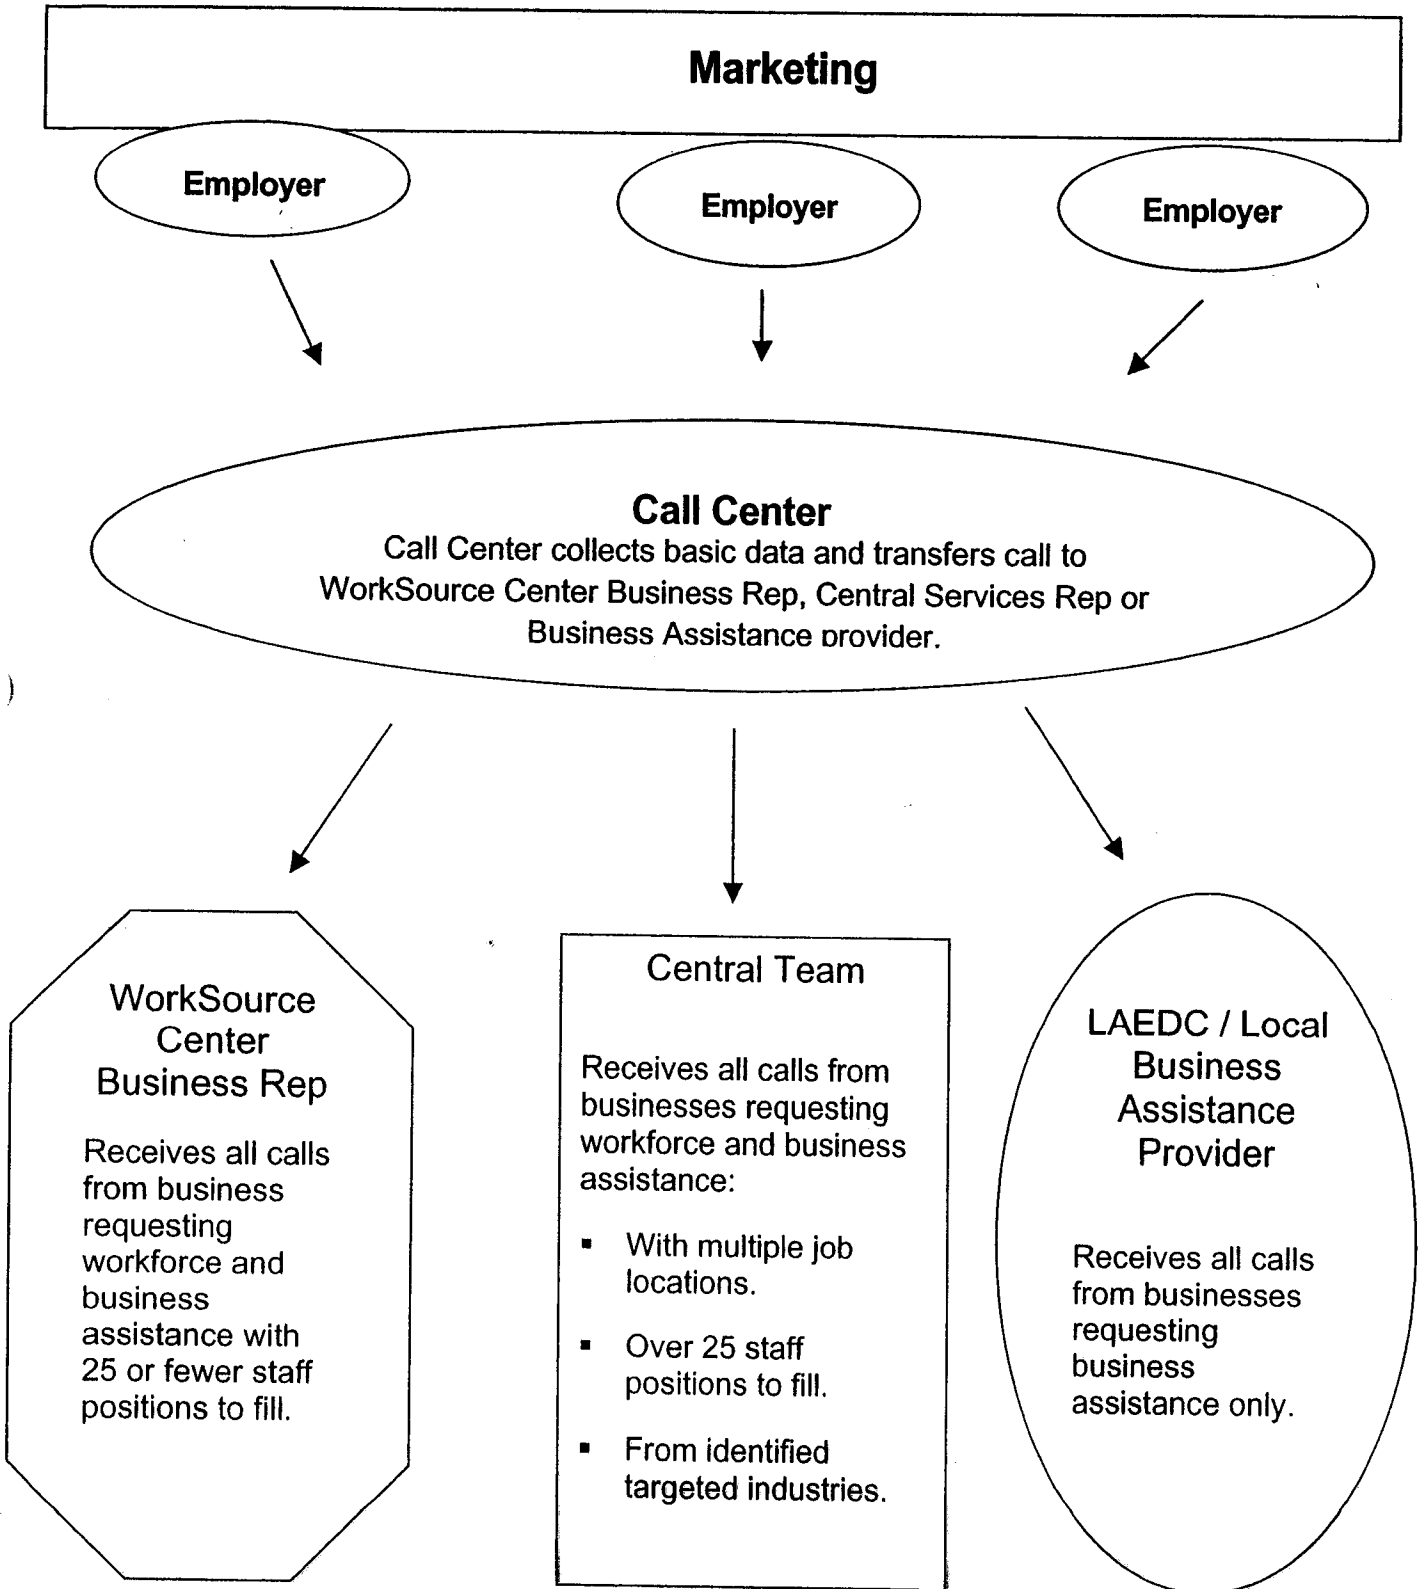 Marketing
Employer
Employer
Employer
Call Center
Call Center collects basic data and transfers call to
WorkSource Center Business Rep, Central Services Rep or
Business Assistance provider.
WorkSource
Center
Business Rep
Receives all calls
from business
requesting
workforce and
business
assistance with
25 or fewer staff
positions to fill.
Central Team
Receives all calls from
businesses requesting
workforce and business
assistance:
▪ With multiple job
locations.
▪ Over 25 staff
positions to fill.
▪ From identified
targeted industries.
LAEDC / Local
Business
Assistance
Provider
Receives all calls
from businesses
requesting
business
assistance only.